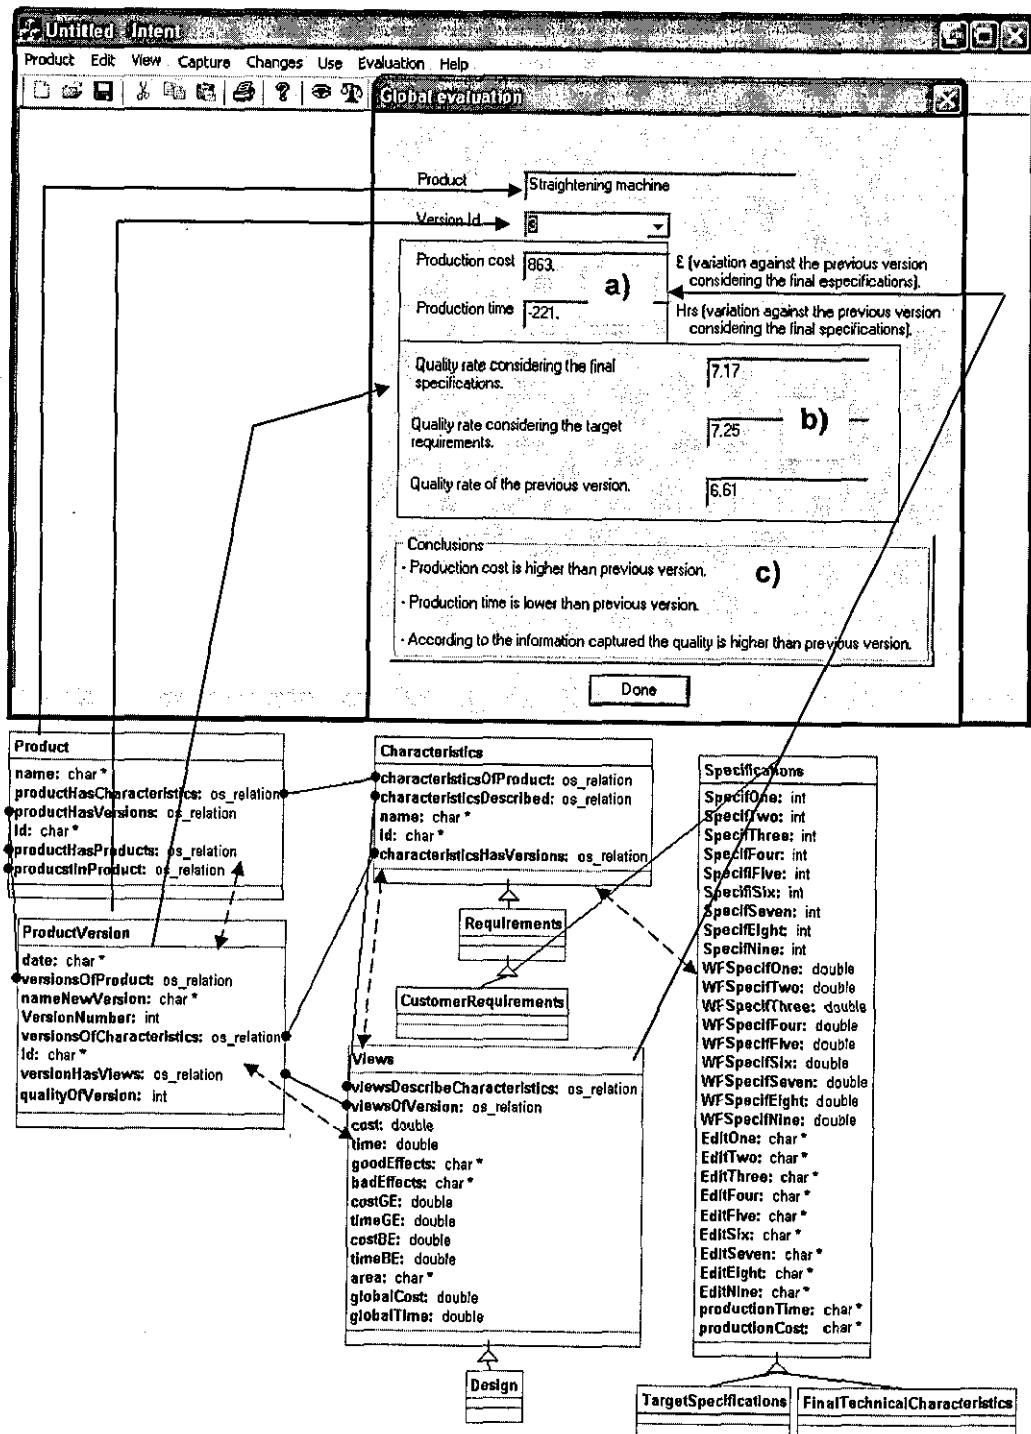 Untitled - Intent
Product Edit View Capture Changes Use Evaluation Help
Global evaluation
Product
Straightening machine
Version Id
3
Production cost
863.
£ (variation against the previous version
considering the final especifications).
a)
Production time
-221.
Hrs (variation against the previous version
considering the final specifications).
Quality rate considering the final
specifications.
7.17
Quality rate considering the target
requirements.
7.25
b)
Quality rate of the previous version.
6.61
Conclusions
- Production cost is higher than previous version.
c)
- Production time is lower than previous version.
- According to the information captured the quality is higher than previous version.
Done
Product
name: char *
productHasCharacteristics: os_relation
productHasVersions: os_relation
Id: char *
productHasProducts: os_relation
producstInProduct: os_relation
ProductVersion
date: char *
versionsOfProduct: os_relation
nameNewVersion: char *
VersionNumber: int
versionsOfCharacteristics: os_relation
Id: char *
versionHasViews: os_relation
qualityOfVersion: int
Characteristics
characteristicsOfProduct: os_relation
characteristicsDescribed: os_relation
name: char *
Id: char *
characteristicsHasVersions: os_relation
Requirements
CustomerRequirements
Views
viewsDescribeCharacteristics: os_relation
viewsOfVersion: os_relation
cost: double
time: double
goodEffects: char *
badEffects: char *
costGE: double
timeGE: double
costBE: double
timeBE: double
area: char *
globalCost: double
globalTime: double
Design
Specifications
SpecifOne: int
SpecifTwo: int
SpecifThree: int
SpecifFour: int
SpecifFive: int
SpecifSix: int
SpecifSeven: int
SpecifEight: int
SpecifNine: int
WFSpecifOne: double
WFSpecifTwo: double
WFSpecifThree: double
WFSpecifFour: double
WFSpecifFive: double
WFSpecifSix: double
WFSpecifSeven: double
WFSpecifEight: double
WFSpecifNine: double
EditOne: char *
EditTwo: char *
EditThree: char *
EditFour: char *
EditFive: char *
EditSix: char *
EditSeven: char *
EditEight: char *
EditNine: char *
productionTime: char *
productionCost: char *
TargetSpecifications
FinalTechnicalCharacteristics